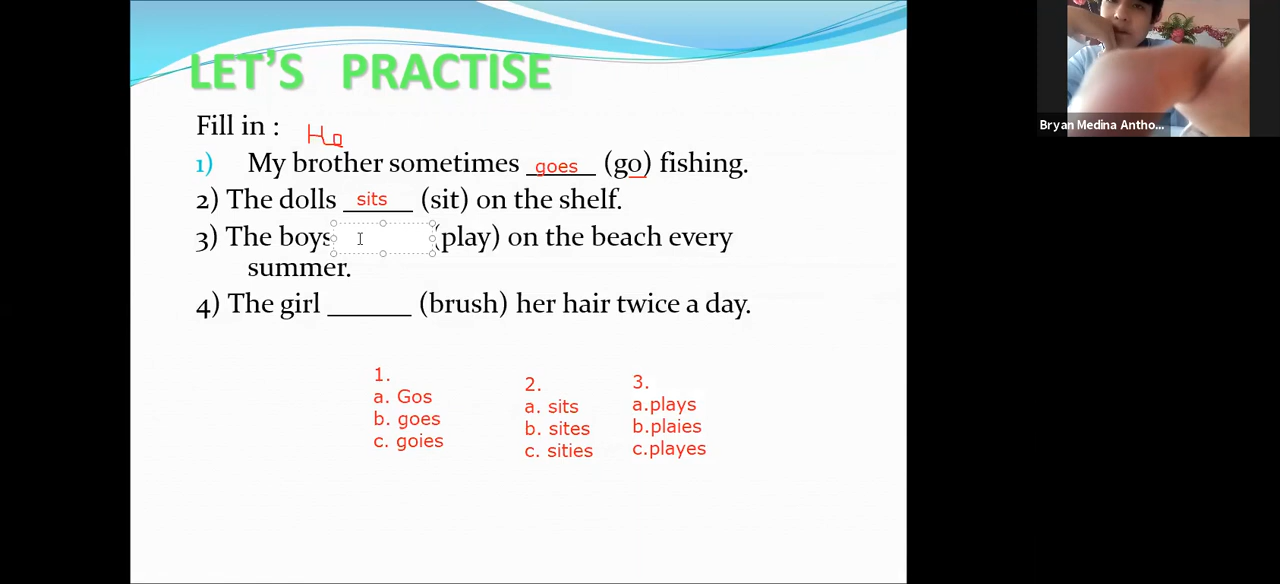 LET'S PRACTISE
Fill in :
He
1) My brother sometimes goes (go) fishing.
2) The dolls sits (sit) on the shelf.
3) The boys (play) on the beach every
summer.
4) The girl ______ (brush) her hair twice a day.
1.
a. Gos
b. goes
c. goies
2.
a. sits
b. sites
c. sities
3.
a.plays
b.plaies
c.playes
Bryan Medina Antho...